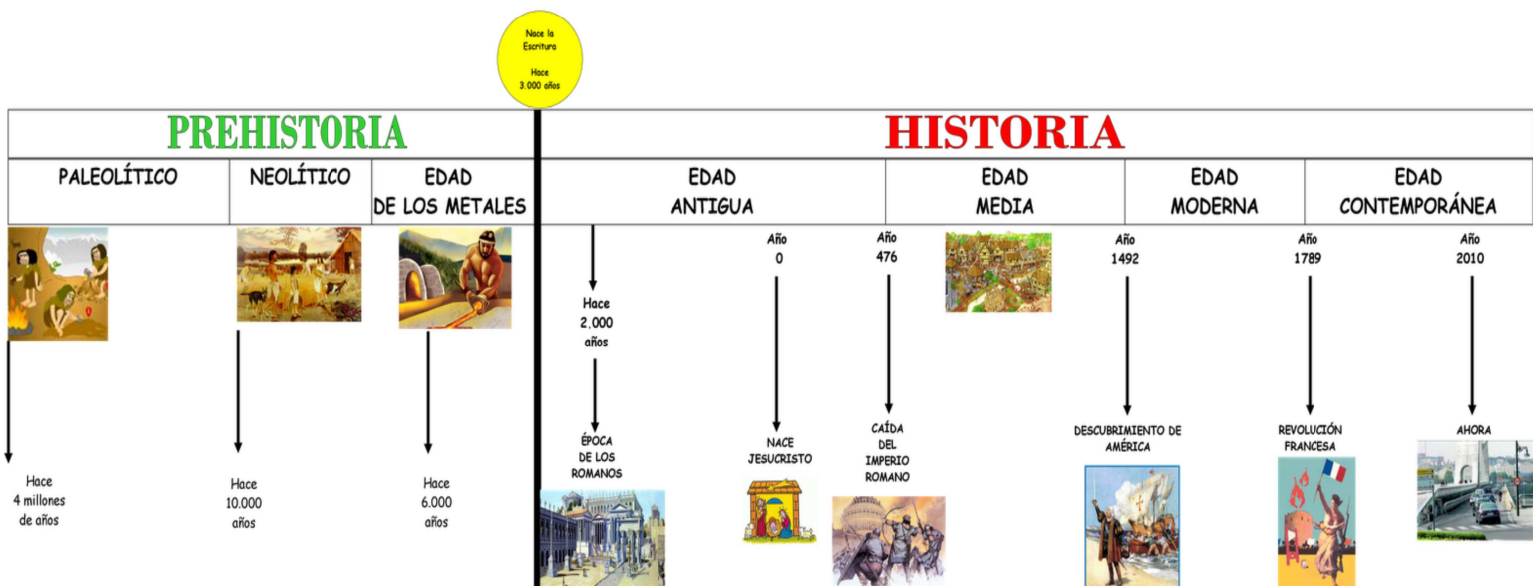 Nace la
Escritura
Hace
3.000 años
PREHISTORIA
HISTORIA
PALEOLÍTICO
NEOLÍTICO
EDAD
DE LOS METALES
EDAD
ANTIGUA
EDAD
MEDIA
EDAD
MODERNA
EDAD
CONTEMPORÁNEA
Hace
4 millones
de años
Hace
10.000
años
Hace
6.000
años
Hace
2.000
años
ÉPOCA
DE LOS
ROMANOS
Año
0
NACE
JESUCRISTO
Año
476
CAÍDA
DEL
IMPERIO
ROMANO
Año
1492
DESCUBRIMIENTO DE
AMÉRICA
Año
1789
REVOLUCIÓN
FRANCESA
Año
2010
AHORA